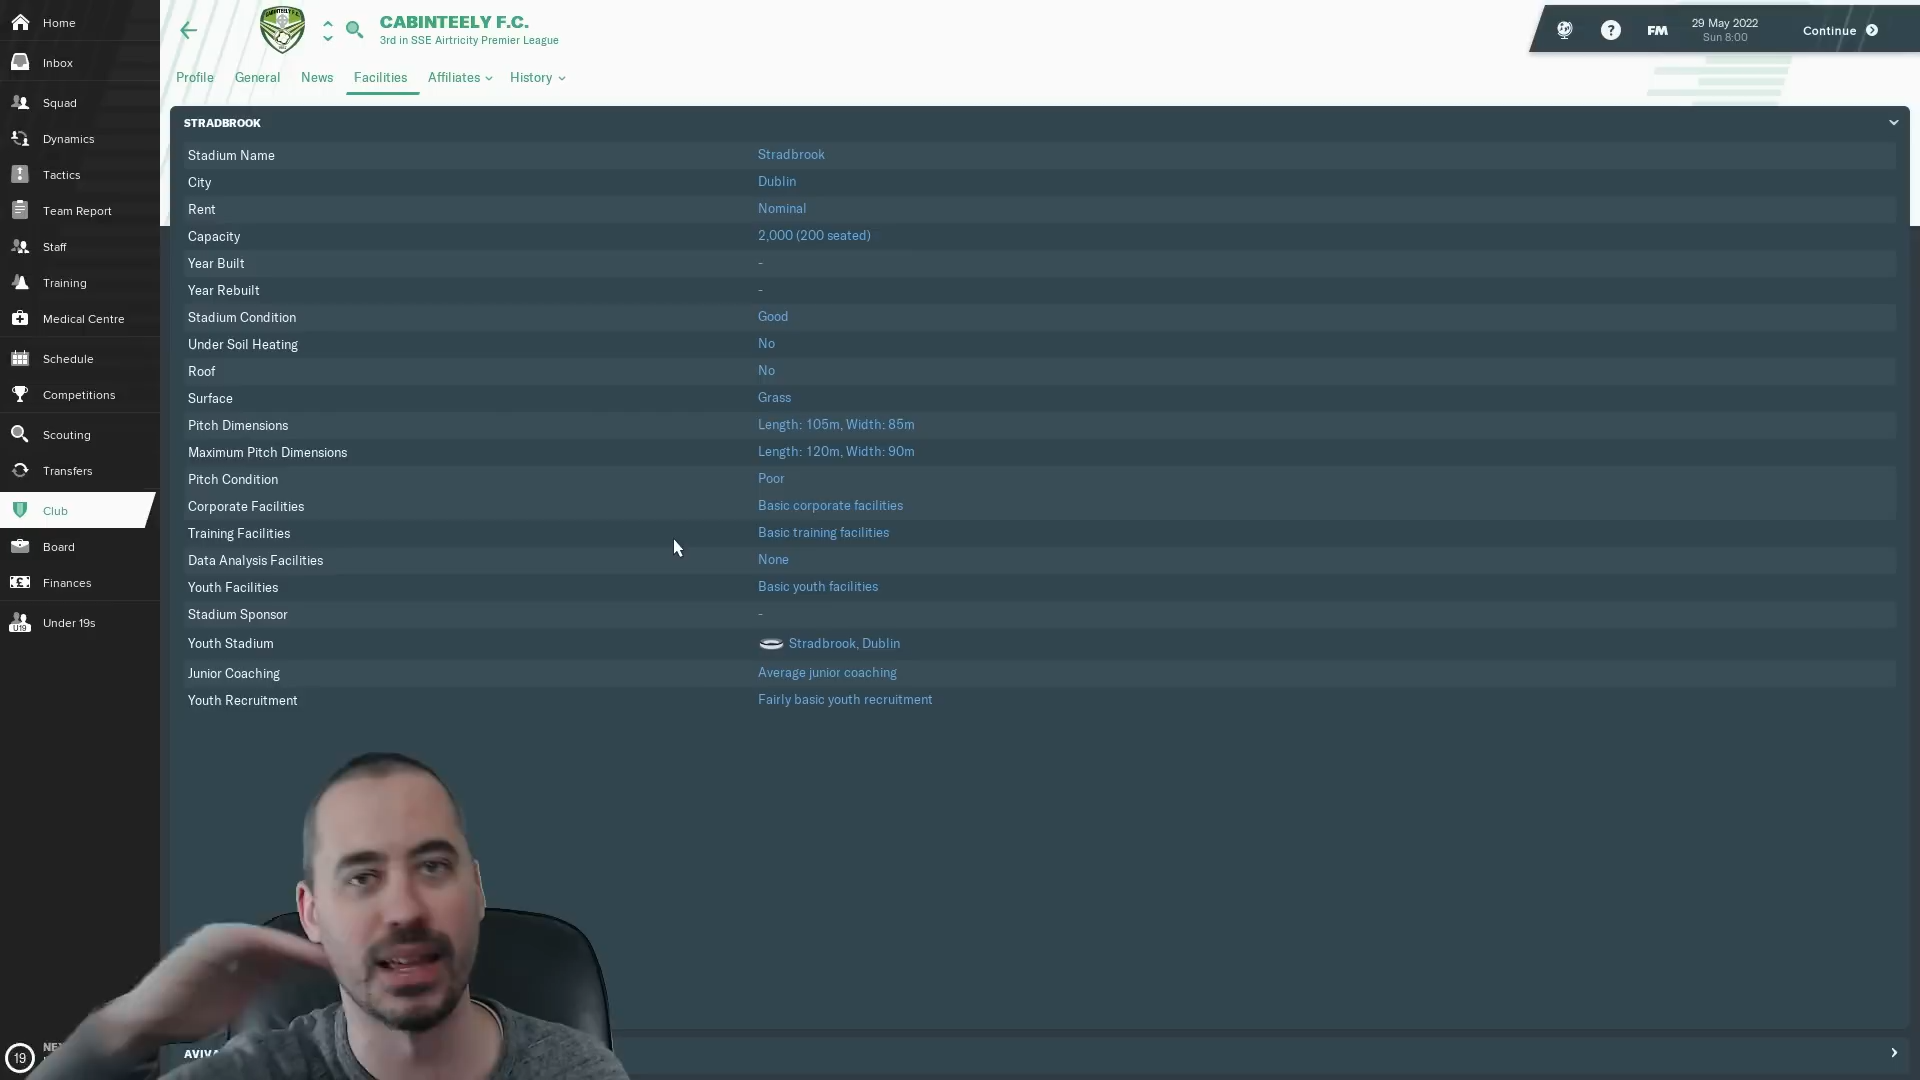 Home
Inbox
Squad
Dynamics
Tactics
Team Report
Staff
Training
Medical Centre
Schedule
Competitions
Scouting
Transfers
Club
Board
Finances
U19
Under 19s
19
CABINTEELY F.C.
3rd in SSE Airtricity Premier League
?
FM
29 May 2022
Sun 8:00
Continue
Profile
General
News
Facilities
Affiliates
History
STRADBROOK
Stadium Name Stradbrook
City Dublin
Rent Nominal
Capacity 2,000 (200 seated)
Year Built -
Year Rebuilt -
Stadium Condition Good
Under Soil Heating No
Roof No
Surface Grass
Pitch Dimensions Length: 105m, Width: 85m
Maximum Pitch Dimensions Length: 120m, Width: 90m
Pitch Condition Poor
Corporate Facilities Basic corporate facilities
Training Facilities Basic training facilities
Data Analysis Facilities None
Youth Facilities Basic youth facilities
Stadium Sponsor -
Youth Stadium Stradbrook, Dublin
Junior Coaching Average junior coaching
Youth Recruitment Fairly basic youth recruitment